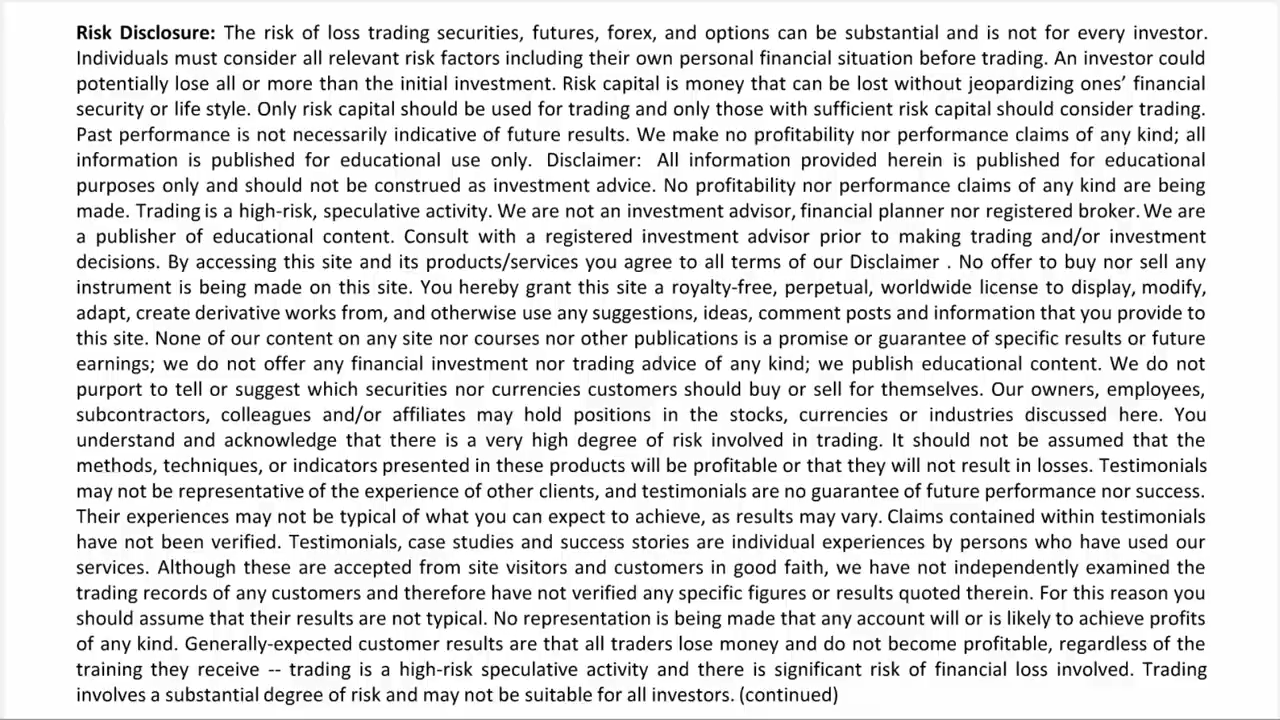 Risk Disclosure: The risk of loss trading securities, futures, forex, and options can be substantial and is not for every investor.
Individuals must consider all relevant risk factors including their own personal financial situation before trading. An investor could
potentially lose all or more than the initial investment. Risk capital is money that can be lost without jeopardizing ones’ financial
security or life style. Only risk capital should be used for trading and only those with sufficient risk capital should consider trading.
Past performance is not necessarily indicative of future results. We make no profitability nor performance claims of any kind; all
information is published for educational use only. Disclaimer: All information provided herein is published for educational
purposes only and should not be construed as investment advice. No profitability nor performance claims of any kind are being
made. Trading is a high-risk, speculative activity. We are not an investment advisor, financial planner nor registered broker. We are
a publisher of educational content. Consult with a registered investment advisor prior to making trading and/or investment
decisions. By accessing this site and its products/services you agree to all terms of our Disclaimer . No offer to buy nor sell any
instrument is being made on this site. You hereby grant this site a royalty-free, perpetual, worldwide license to display, modify,
adapt, create derivative works from, and otherwise use any suggestions, ideas, comment posts and information that you provide to
this site. None of our content on any site nor courses nor other publications is a promise or guarantee of specific results or future
earnings; we do not offer any financial investment nor trading advice of any kind; we publish educational content. We do not
purport to tell or suggest which securities nor currencies customers should buy or sell for themselves. Our owners, employees,
subcontractors, colleagues and/or affiliates may hold positions in the stocks, currencies or industries discussed here. You
understand and acknowledge that there is a very high degree of risk involved in trading. It should not be assumed that the
methods, techniques, or indicators presented in these products will be profitable or that they will not result in losses. Testimonials
may not be representative of the experience of other clients, and testimonials are no guarantee of future performance nor success.
Their experiences may not be typical of what you can expect to achieve, as results may vary. Claims contained within testimonials
have not been verified. Testimonials, case studies and success stories are individual experiences by persons who have used our
services. Although these are accepted from site visitors and customers in good faith, we have not independently examined the
trading records of any customers and therefore have not verified any specific figures or results quoted therein. For this reason you
should assume that their results are not typical. No representation is being made that any account will or is likely to achieve profits
of any kind. Generally-expected customer results are that all traders lose money and do not become profitable, regardless of the
training they receive -- trading is a high-risk speculative activity and there is significant risk of financial loss involved. Trading
involves a substantial degree of risk and may not be suitable for all investors. (continued)